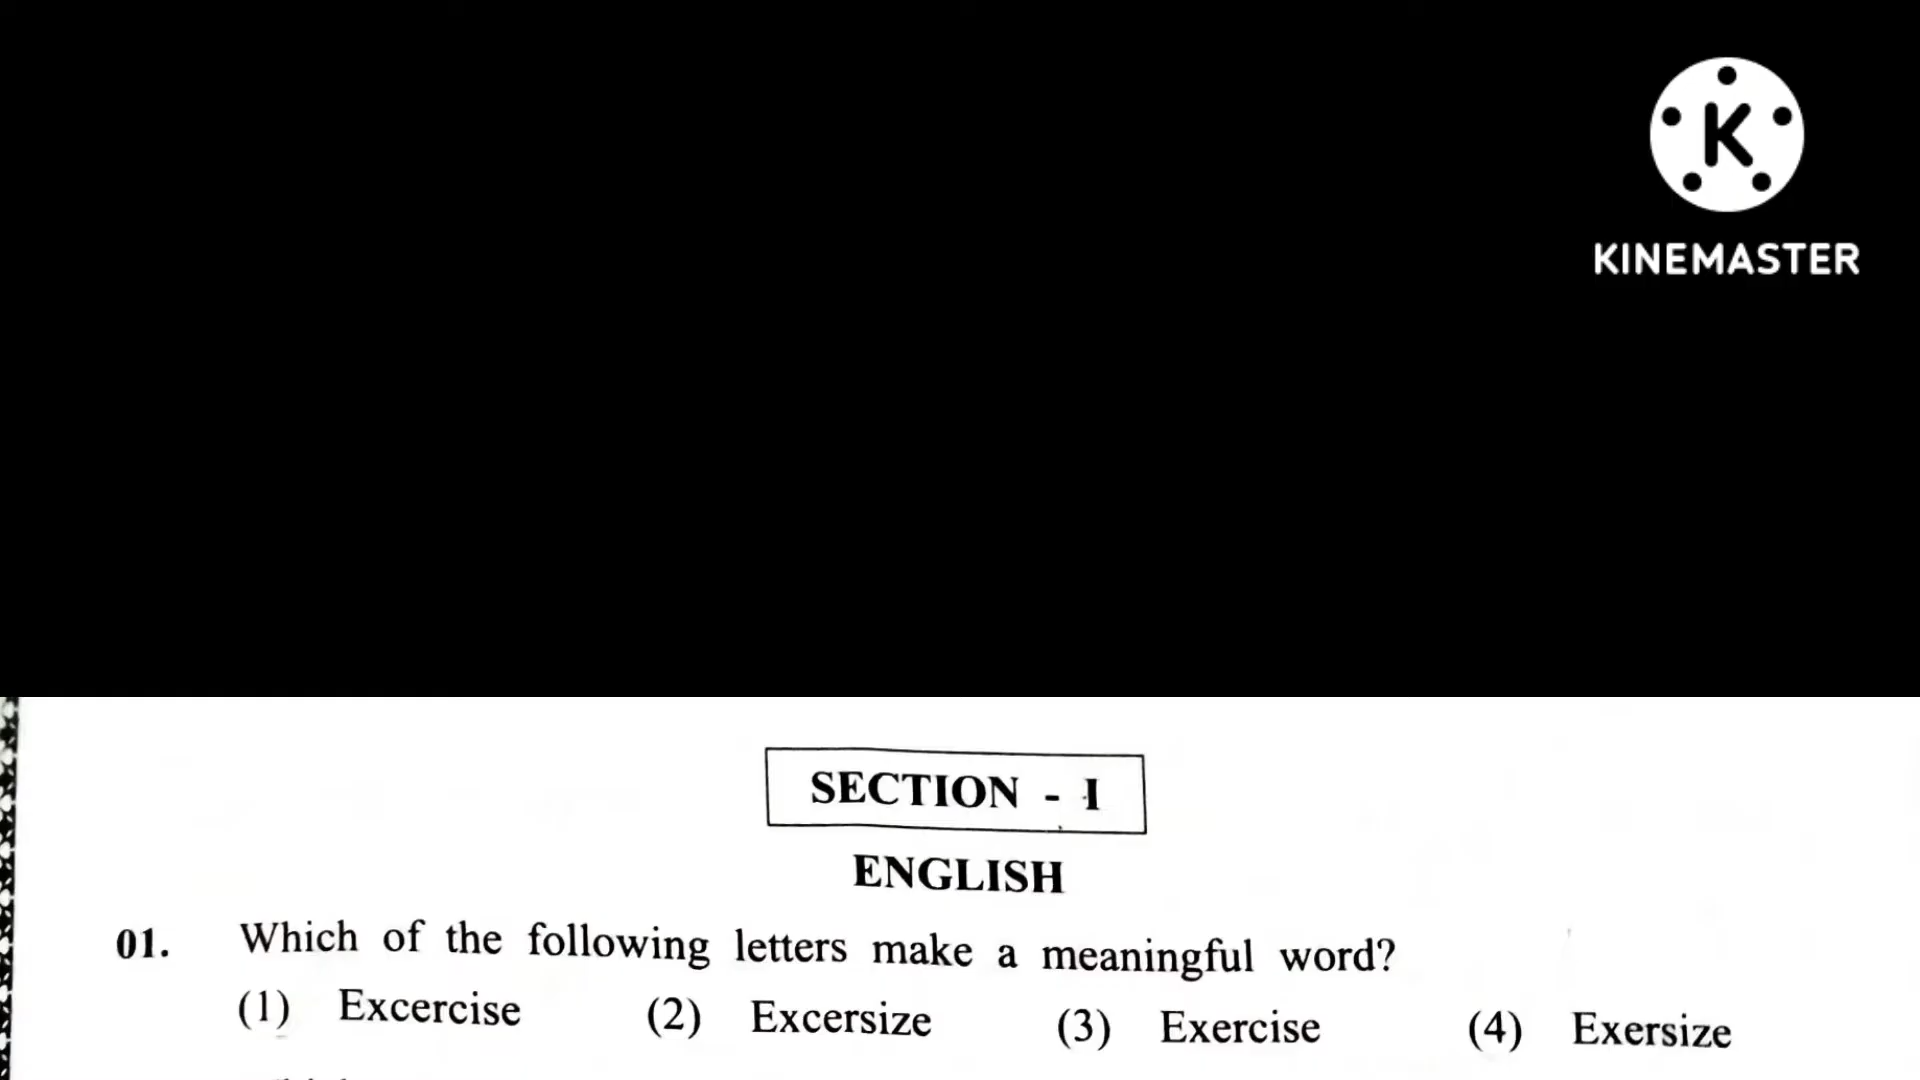 K
KINEMASTER
SECTION - I
ENGLISH
01. Which of the following letters make a meaningful word?
(1) Excercise (2) Excersize (3) Exercise (4) Exersize